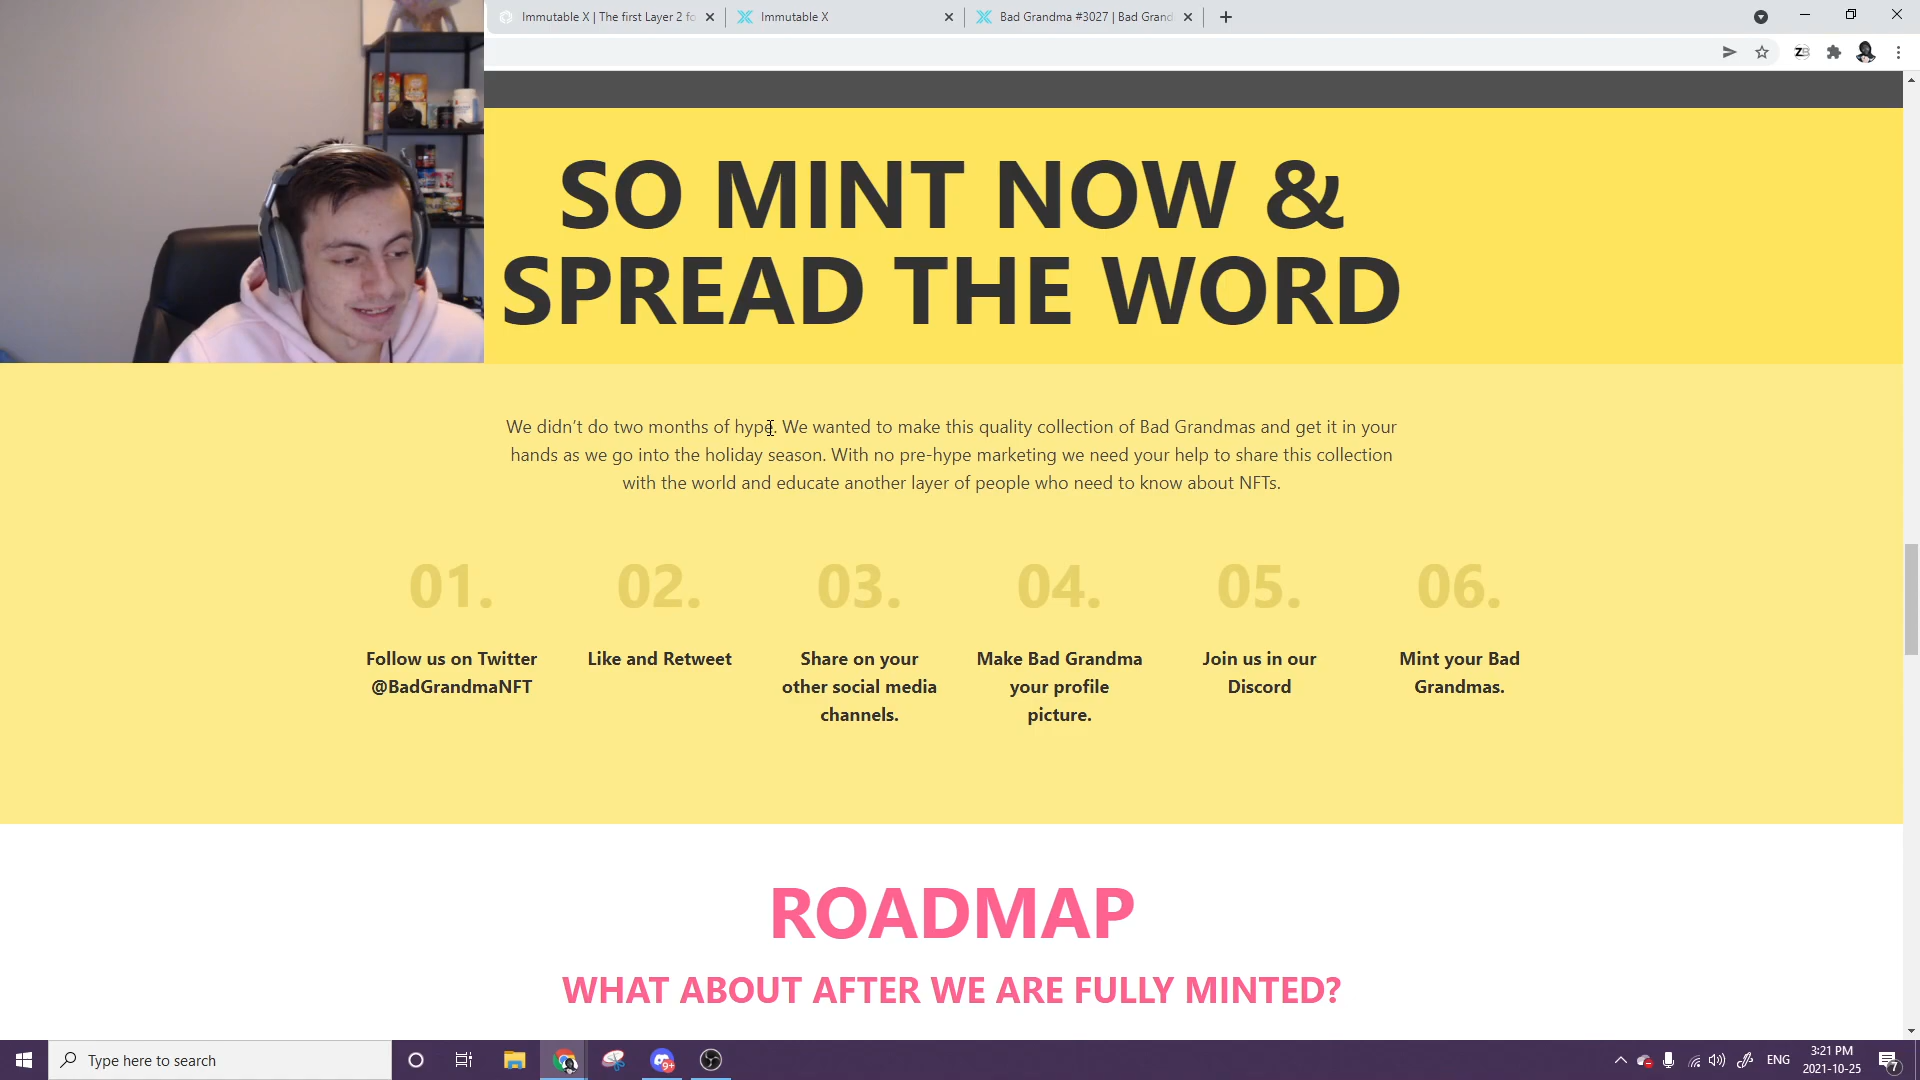 Immutable X | The first Layer 2 fo
Immutable X
Bad Grandma #3027 | Bad Grand
SO MINT NOW &
SPREAD THE WORD
We didn't do two months of hype. We wanted to make this quality collection of Bad Grandmas and get it in your
hands as we go into the holiday season. With no pre-hype marketing we need your help to share this collection
with the world and educate another layer of people who need to know about NFTs.
01.
02.
03.
04.
05.
06.
Follow us on Twitter
@BadGrandmaNFT
Like and Retweet
Share on your
other social media
channels.
Make Bad Grandma
your profile
picture.
Join us in our
Discord
Mint your Bad
Grandmas.
ROADMAP
WHAT ABOUT AFTER WE ARE FULLY MINTED?
Type here to search
9+
ENG
3:21 PM
2021-10-25
7